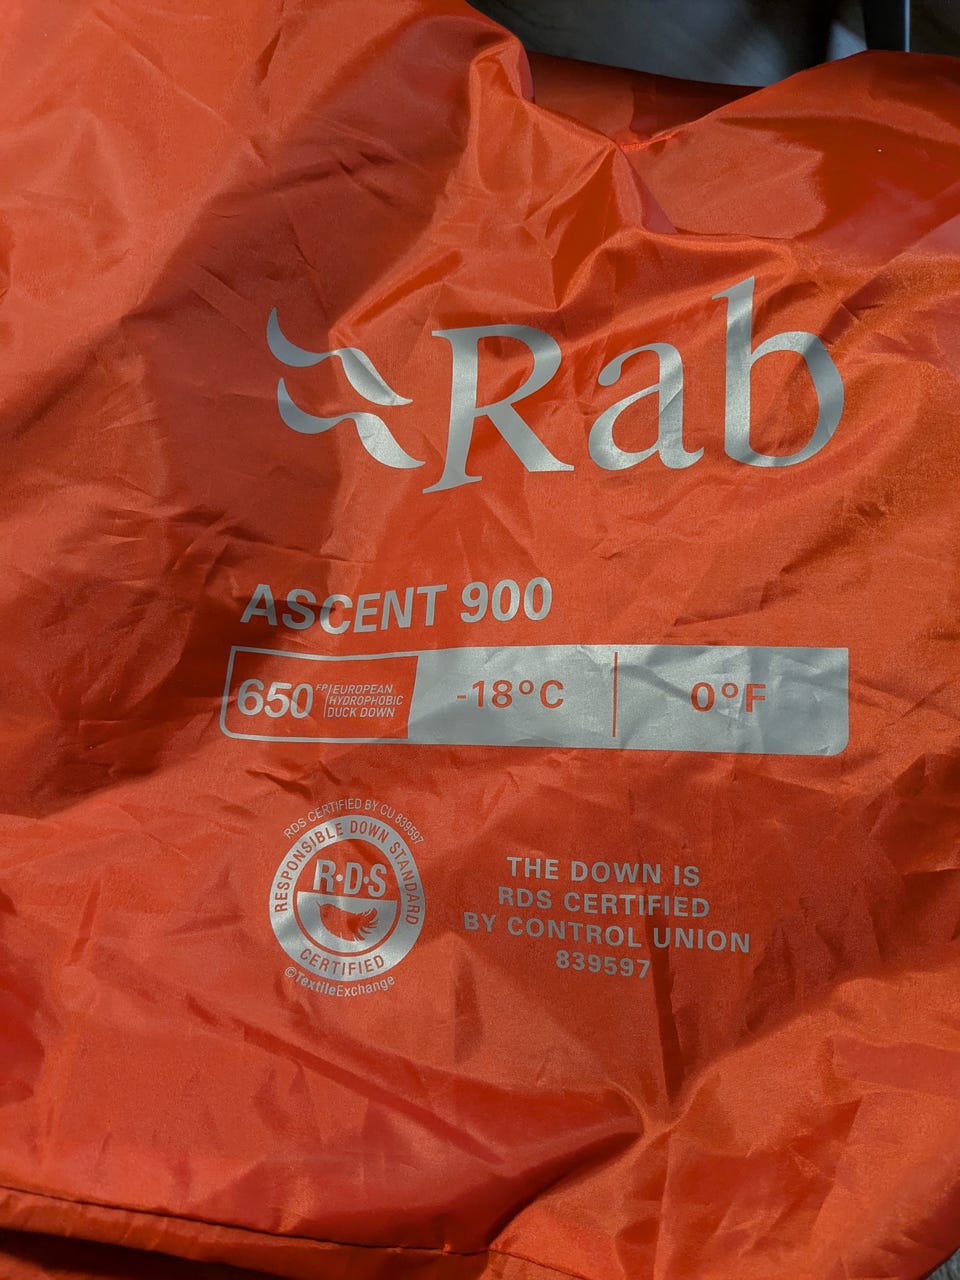 Rab
ASCENT 900
650 FP
EUROPEAN
HYDROPHOBIC
DUCK DOWN
-18°C
0°F
RDS CERTIFIED BY CU 839597
RESPONSIBLE DOWN STANDARD
R·D·S
CERTIFIED
©TextileExchange
THE DOWN IS
RDS CERTIFIED
BY CONTROL UNION
839597